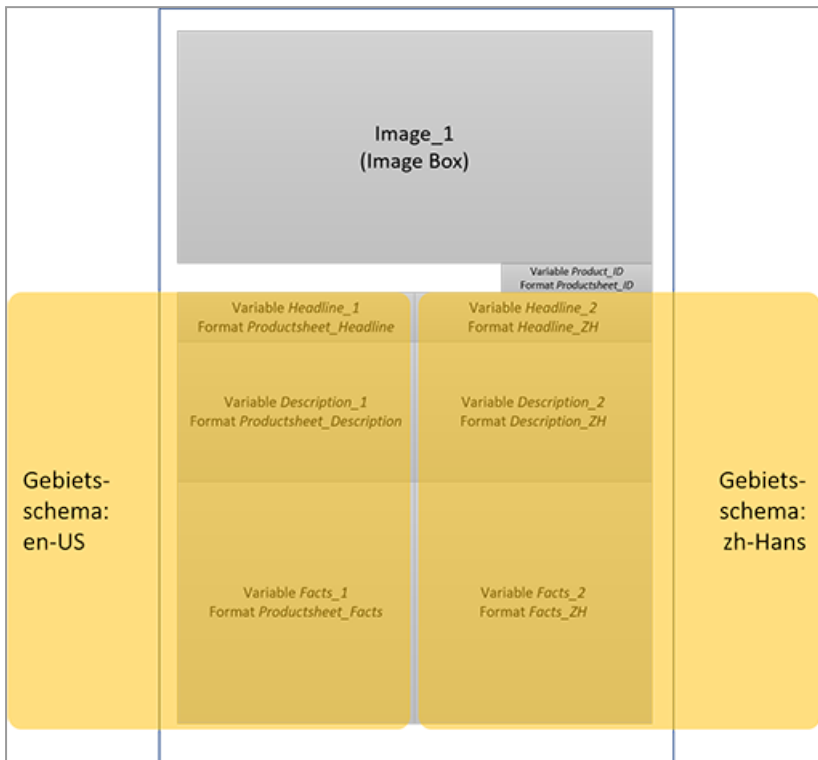 Image_1
(Image Box)
Variable Product_ID
Format Productsheet_ID
Variable Headline_1
Format Productsheet_Headline
Variable Headline_2
Format Headline_ZH
Variable Description_1
Format Productsheet_Description
Variable Description_2
Format Description_ZH
Gebiets-
schema:
en-US
Gebiets-
schema:
zh-Hans
Variable Facts_1
Format Productsheet_Facts
Variable Facts_2
Format Facts_ZH